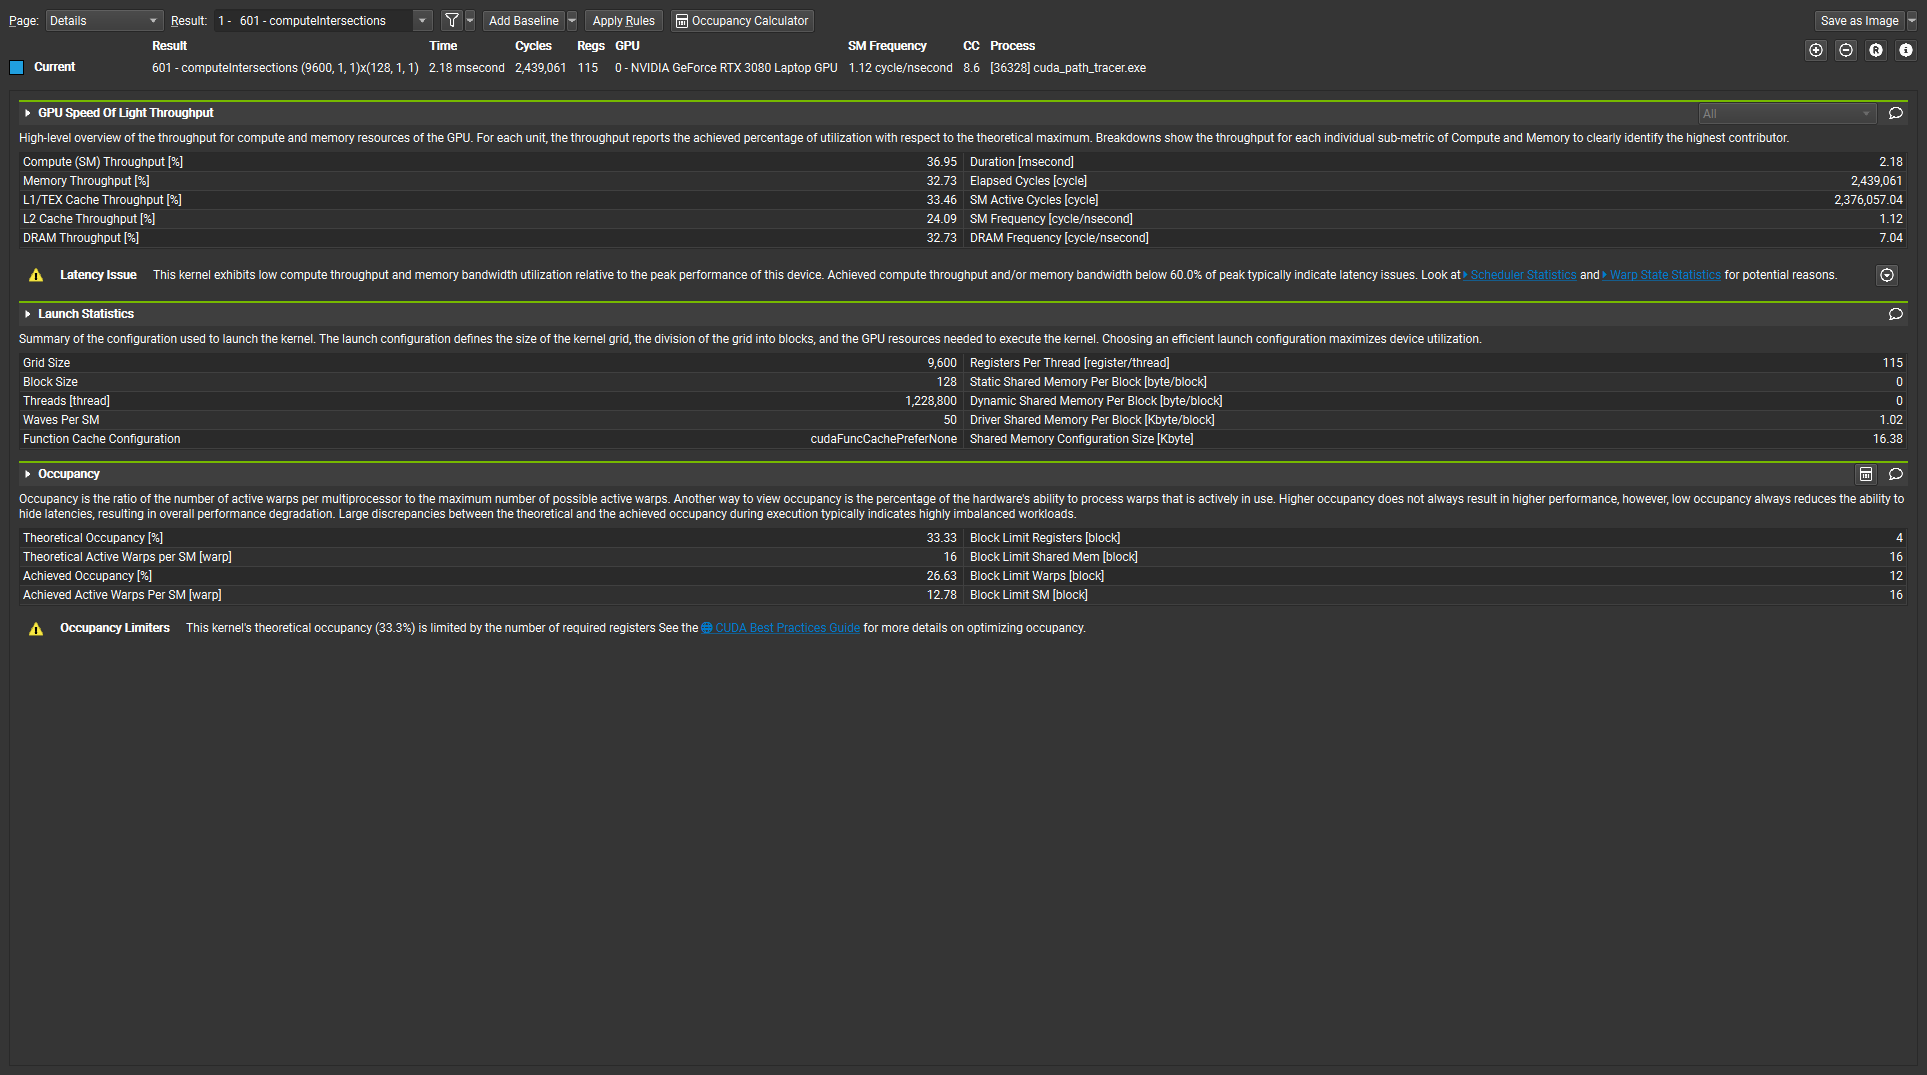 Page: Details Result: 1 - 601 - computeIntersections Add Baseline Apply Rules Occupancy Calculator Save as Image
Result Time Cycles Regs GPU SM Frequency CC Process
Current 601 - computeIntersections (9600, 1, 1)x(128, 1, 1) 2.18 msecond 2,439,061 115 0 - NVIDIA GeForce RTX 3080 Laptop GPU 1.12 cycle/nsecond 8.6 [36328] cuda_path_tracer.exe
GPU Speed Of Light Throughput All
High-level overview of the throughput for compute and memory resources of the GPU. For each unit, the throughput reports the achieved percentage of utilization with respect to the theoretical maximum. Breakdowns show the throughput for each individual sub-metric of Compute and Memory to clearly identify the highest contributor.
Compute (SM) Throughput [%] 36.95 Duration [msecond] 2.18
Memory Throughput [%] 32.73 Elapsed Cycles [cycle] 2,439,061
L1/TEX Cache Throughput [%] 33.46 SM Active Cycles [cycle] 2,376,057.04
L2 Cache Throughput [%] 24.09 SM Frequency [cycle/nsecond] 1.12
DRAM Throughput [%] 32.73 DRAM Frequency [cycle/nsecond] 7.04
Latency Issue This kernel exhibits low compute throughput and memory bandwidth utilization relative to the peak performance of this device. Achieved compute throughput and/or memory bandwidth below 60.0% of peak typically indicate latency issues. Look at Scheduler Statistics and Warp State Statistics for potential reasons.
Launch Statistics
Summary of the configuration used to launch the kernel. The launch configuration defines the size of the kernel grid, the division of the grid into blocks, and the GPU resources needed to execute the kernel. Choosing an efficient launch configuration maximizes device utilization.
Grid Size 9,600 Registers Per Thread [register/thread] 115
Block Size 128 Static Shared Memory Per Block [byte/block] 0
Threads [thread] 1,228,800 Dynamic Shared Memory Per Block [byte/block] 0
Waves Per SM 50 Driver Shared Memory Per Block [Kbyte/block] 1.02
Function Cache Configuration cudaFuncCachePreferNone Shared Memory Configuration Size [Kbyte] 16.38
Occupancy
Occupancy is the ratio of the number of active warps per multiprocessor to the maximum number of possible active warps. Another way to view occupancy is the percentage of the hardware's ability to process warps that is actively in use. Higher occupancy does not always result in higher performance, however, low occupancy always reduces the ability to
hide latencies, resulting in overall performance degradation. Large discrepancies between the theoretical and the achieved occupancy during execution typically indicates highly imbalanced workloads.
Theoretical Occupancy [%] 33.33 Block Limit Registers [block] 4
Theoretical Active Warps per SM [warp] 16 Block Limit Shared Mem [block] 16
Achieved Occupancy [%] 26.63 Block Limit Warps [block] 12
Achieved Active Warps Per SM [warp] 12.78 Block Limit SM [block] 16
Occupancy Limiters This kernel's theoretical occupancy (33.3%) is limited by the number of required registers See the CUDA Best Practices Guide for more details on optimizing occupancy.